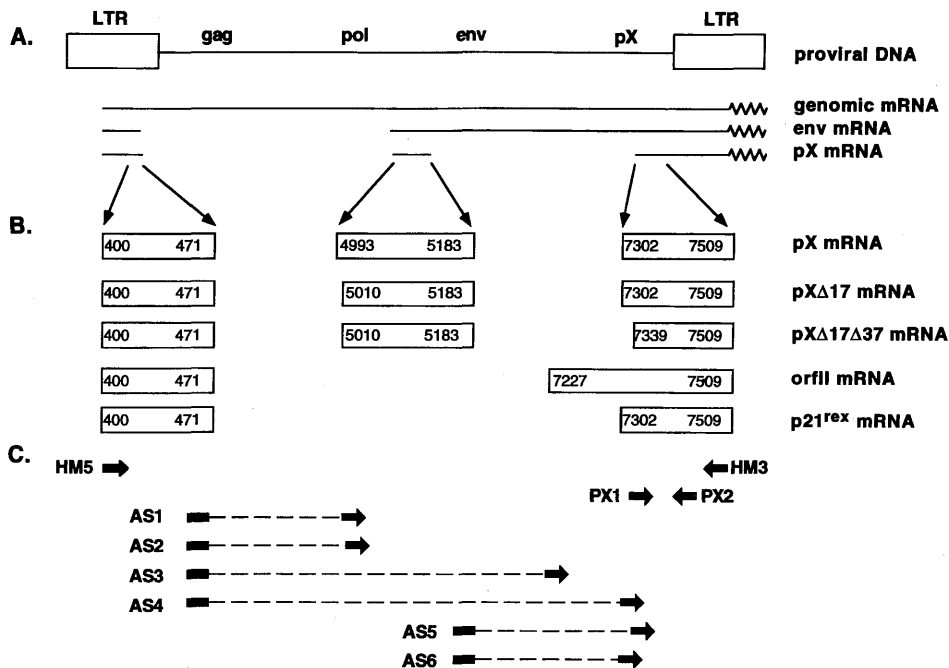 LTR LTR
A. gag pol env pX
proviral DNA
genomic mRNA
env mRNA
pX mRNA
B. 400 471 4993 5183 7302 7509 pX mRNA
400 471 5010 5183 7302 7509 pXΔ17 mRNA
400 471 5010 5183 7339 7509 pXΔ17Δ37 mRNA
400 471 7227 7509 orfII mRNA
400 471 7302 7509 p21rex mRNA
C.
HM5 HM3
PX1 PX2
AS1
AS2
AS3
AS4
AS5
AS6